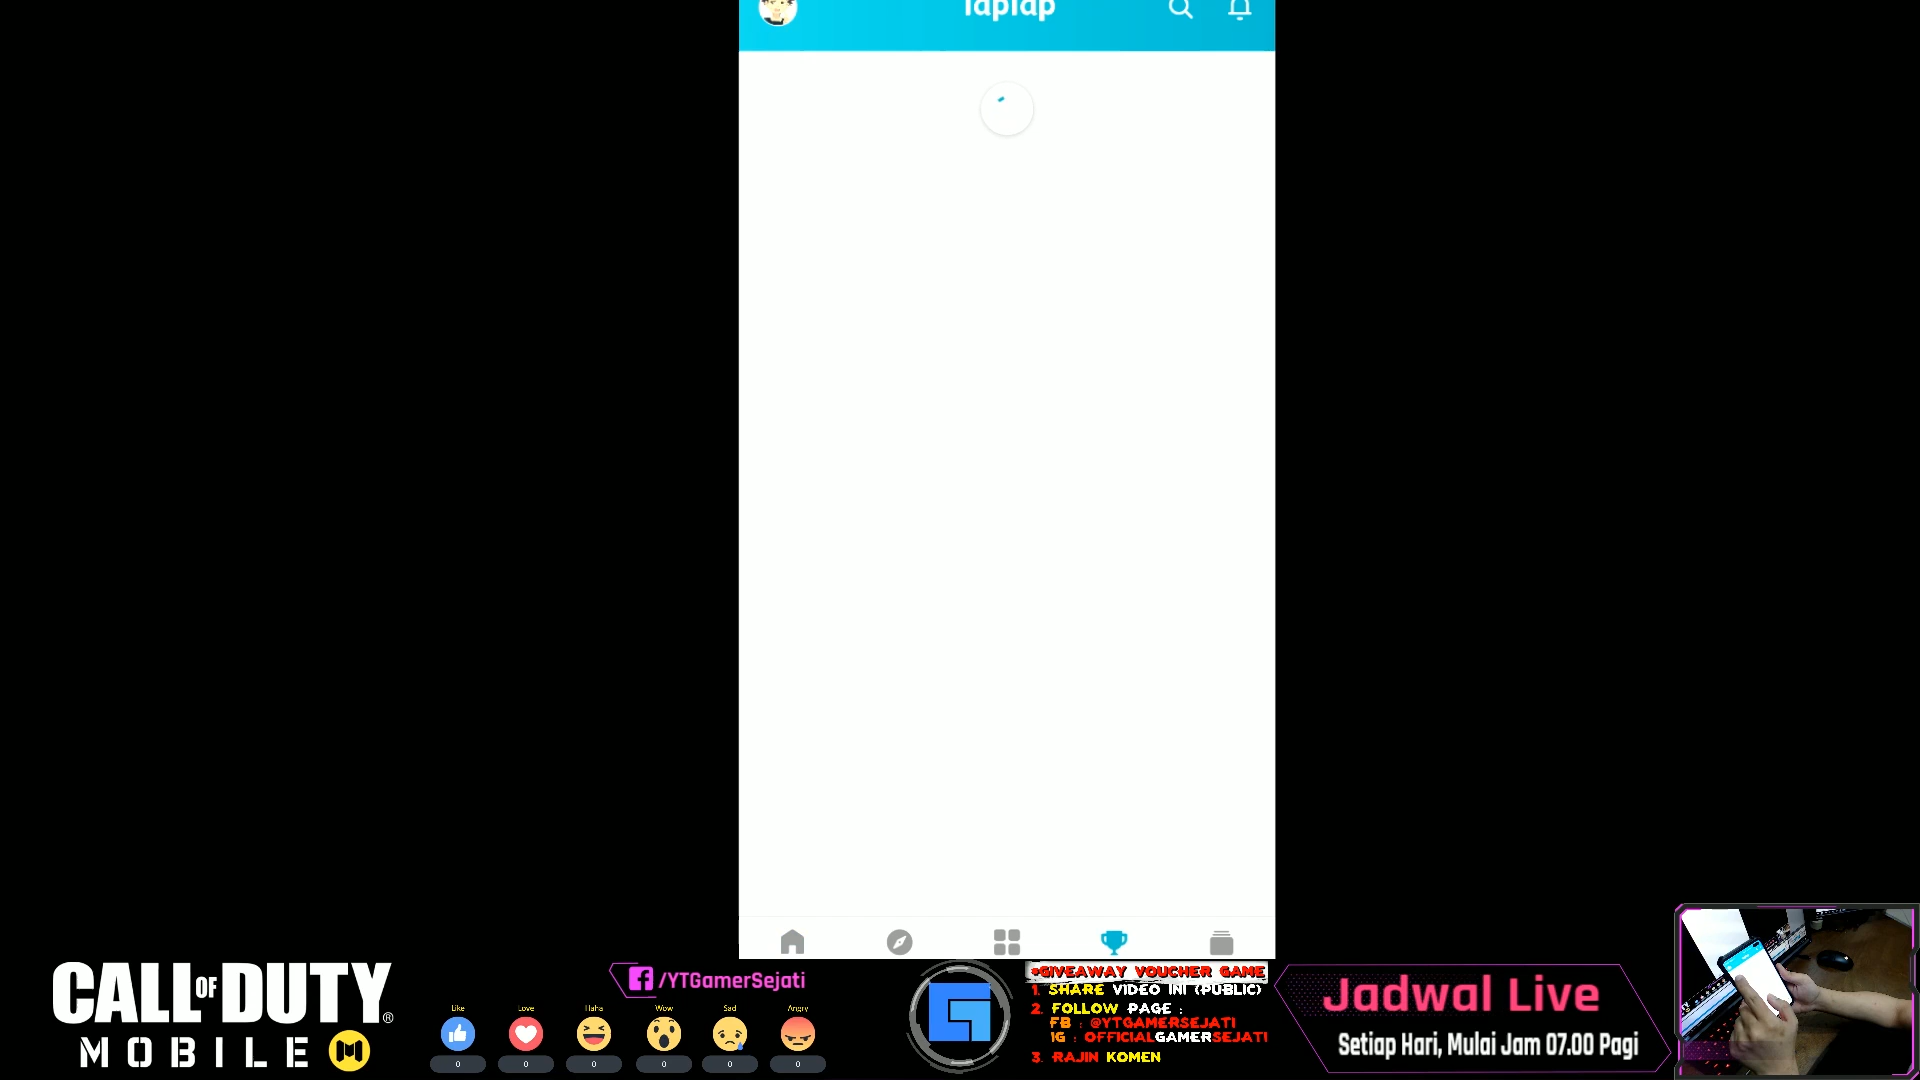 TapTap
CALL OF DUTY®
MOBILE
/YTGamerSejati
Like Love Haha Wow Sad Angry
0 0 0 0 0 0
*GIVEAWAY VOUCHER GAME
1. SHARE VIDEO INI (PUBLIC)
2. FOLLOW PAGE :
FB : @YTGAMERSEJATI
IG : OFFICIALGAMERSEJATI
3. RAJIN KOMEN
Jadwal Live
Setiap Hari, Mulai Jam 07.00 Pagi